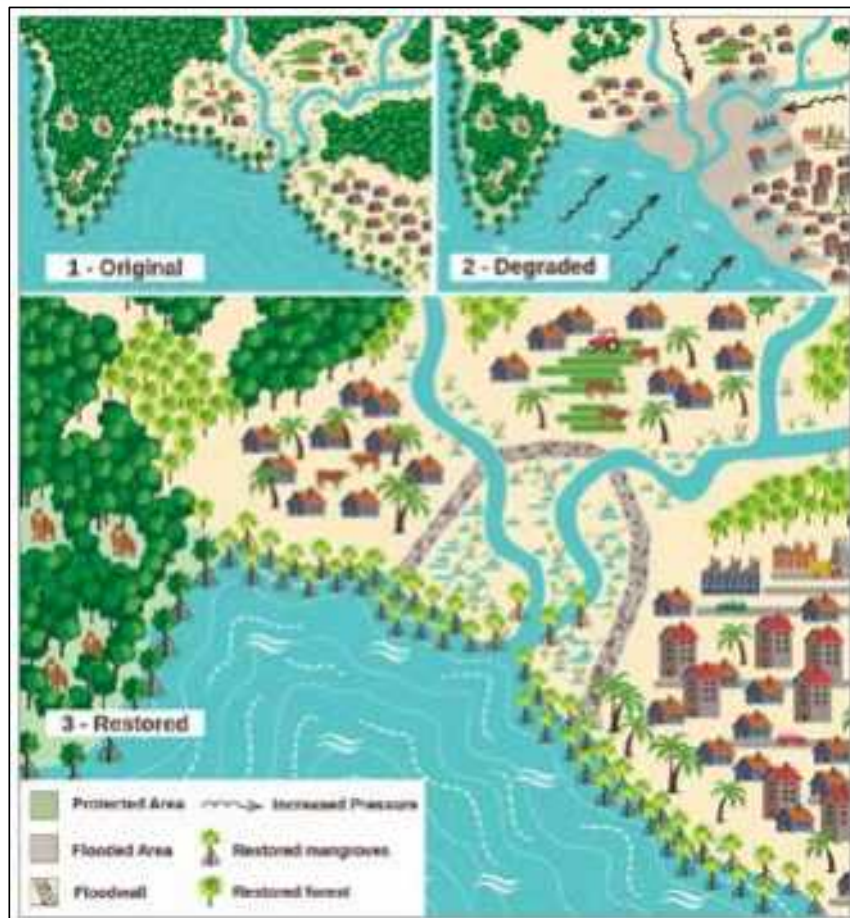 1 - Original
2 - Degraded
3 - Restored
Protected Area
Increased Pressure
Flooded Area
Restored mangroves
Floodwall
Restored forest